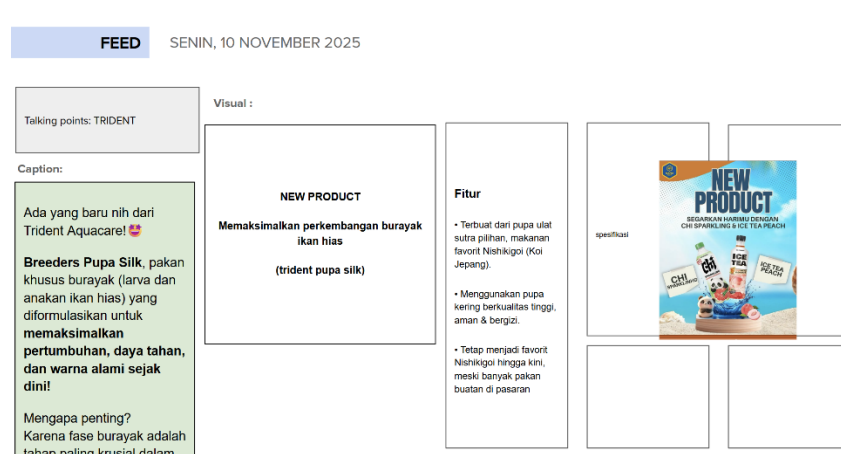 FEED
SENIN, 10 NOVEMBER 2025
Talking points: TRIDENT
Caption:
Ada yang baru nih dari
Trident Aquacare!🤩
Breeders Pupa Silk, pakan
khusus burayak (larva dan
anakan ikan hias) yang
diformulasikan untuk
memaksimalkan
pertumbuhan, daya tahan,
dan warna alami sejak
dini!
Mengapa penting?
Karena fase burayak adalah
tahap paling krusial dalam
Visual :
NEW PRODUCT
Memaksimalkan perkembangan burayak
ikan hias
(trident pupa silk)
Fitur
• Terbuat dari pupa ulat
sutra pilihan, makanan
favorit Nishikigoi (Koi
Jepang).
• Menggunakan pupa
kering berkualitas tinggi,
aman & bergizi.
• Tetap menjadi favorit
Nishikigoi hingga kini,
meski banyak pakan
buatan di pasaran
spesifikasi
NEW
PRODUCT
SEGARKAN HARIMU DENGAN
CHI SPARKLING & ICE TEA PEACH
chi
ICE
TEA
CHI
SPARKLING
ICE TEA
PEACH